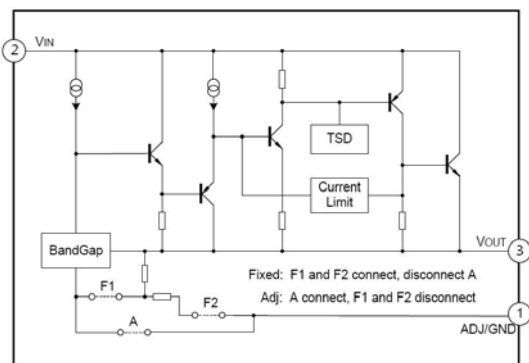 2
VIN
TSD
Current
Limit
BandGap
VOUT
3
Fixed: F1 and F2 connect, disconnect A
F1
F2
Adj: A connect, F1 and F2 disconnect
A
1
ADJ/GND